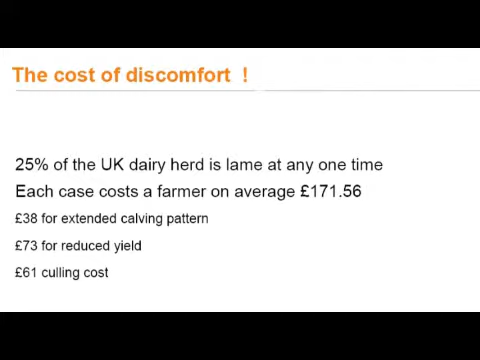 The cost of discomfort !
25% of the UK dairy herd is lame at any one time
Each case costs a farmer on average £171.56
£38 for extended calving pattern
£73 for reduced yield
£61 culling cost